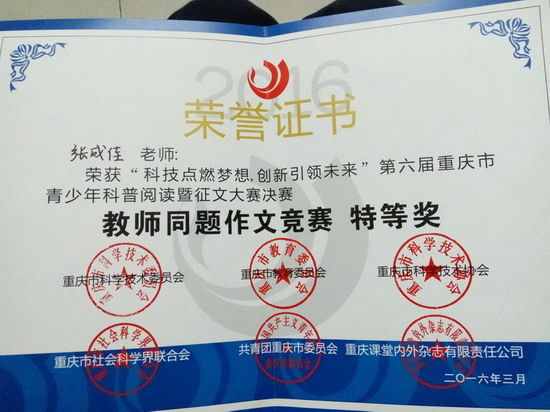 2016
荣誉证书
张成佳 老师:
荣获“科技点燃梦想,创新引领未来”第六届重庆市
青少年科普阅读暨征文大赛决赛
教师同题作文竞赛 特等奖
重庆市科学技术委员会 重庆市教育委员会 重庆市科学技术协会
重庆市社会科学界联合会 共青团重庆市委员会 重庆课堂内外杂志有限责任公司
二〇一六年三月